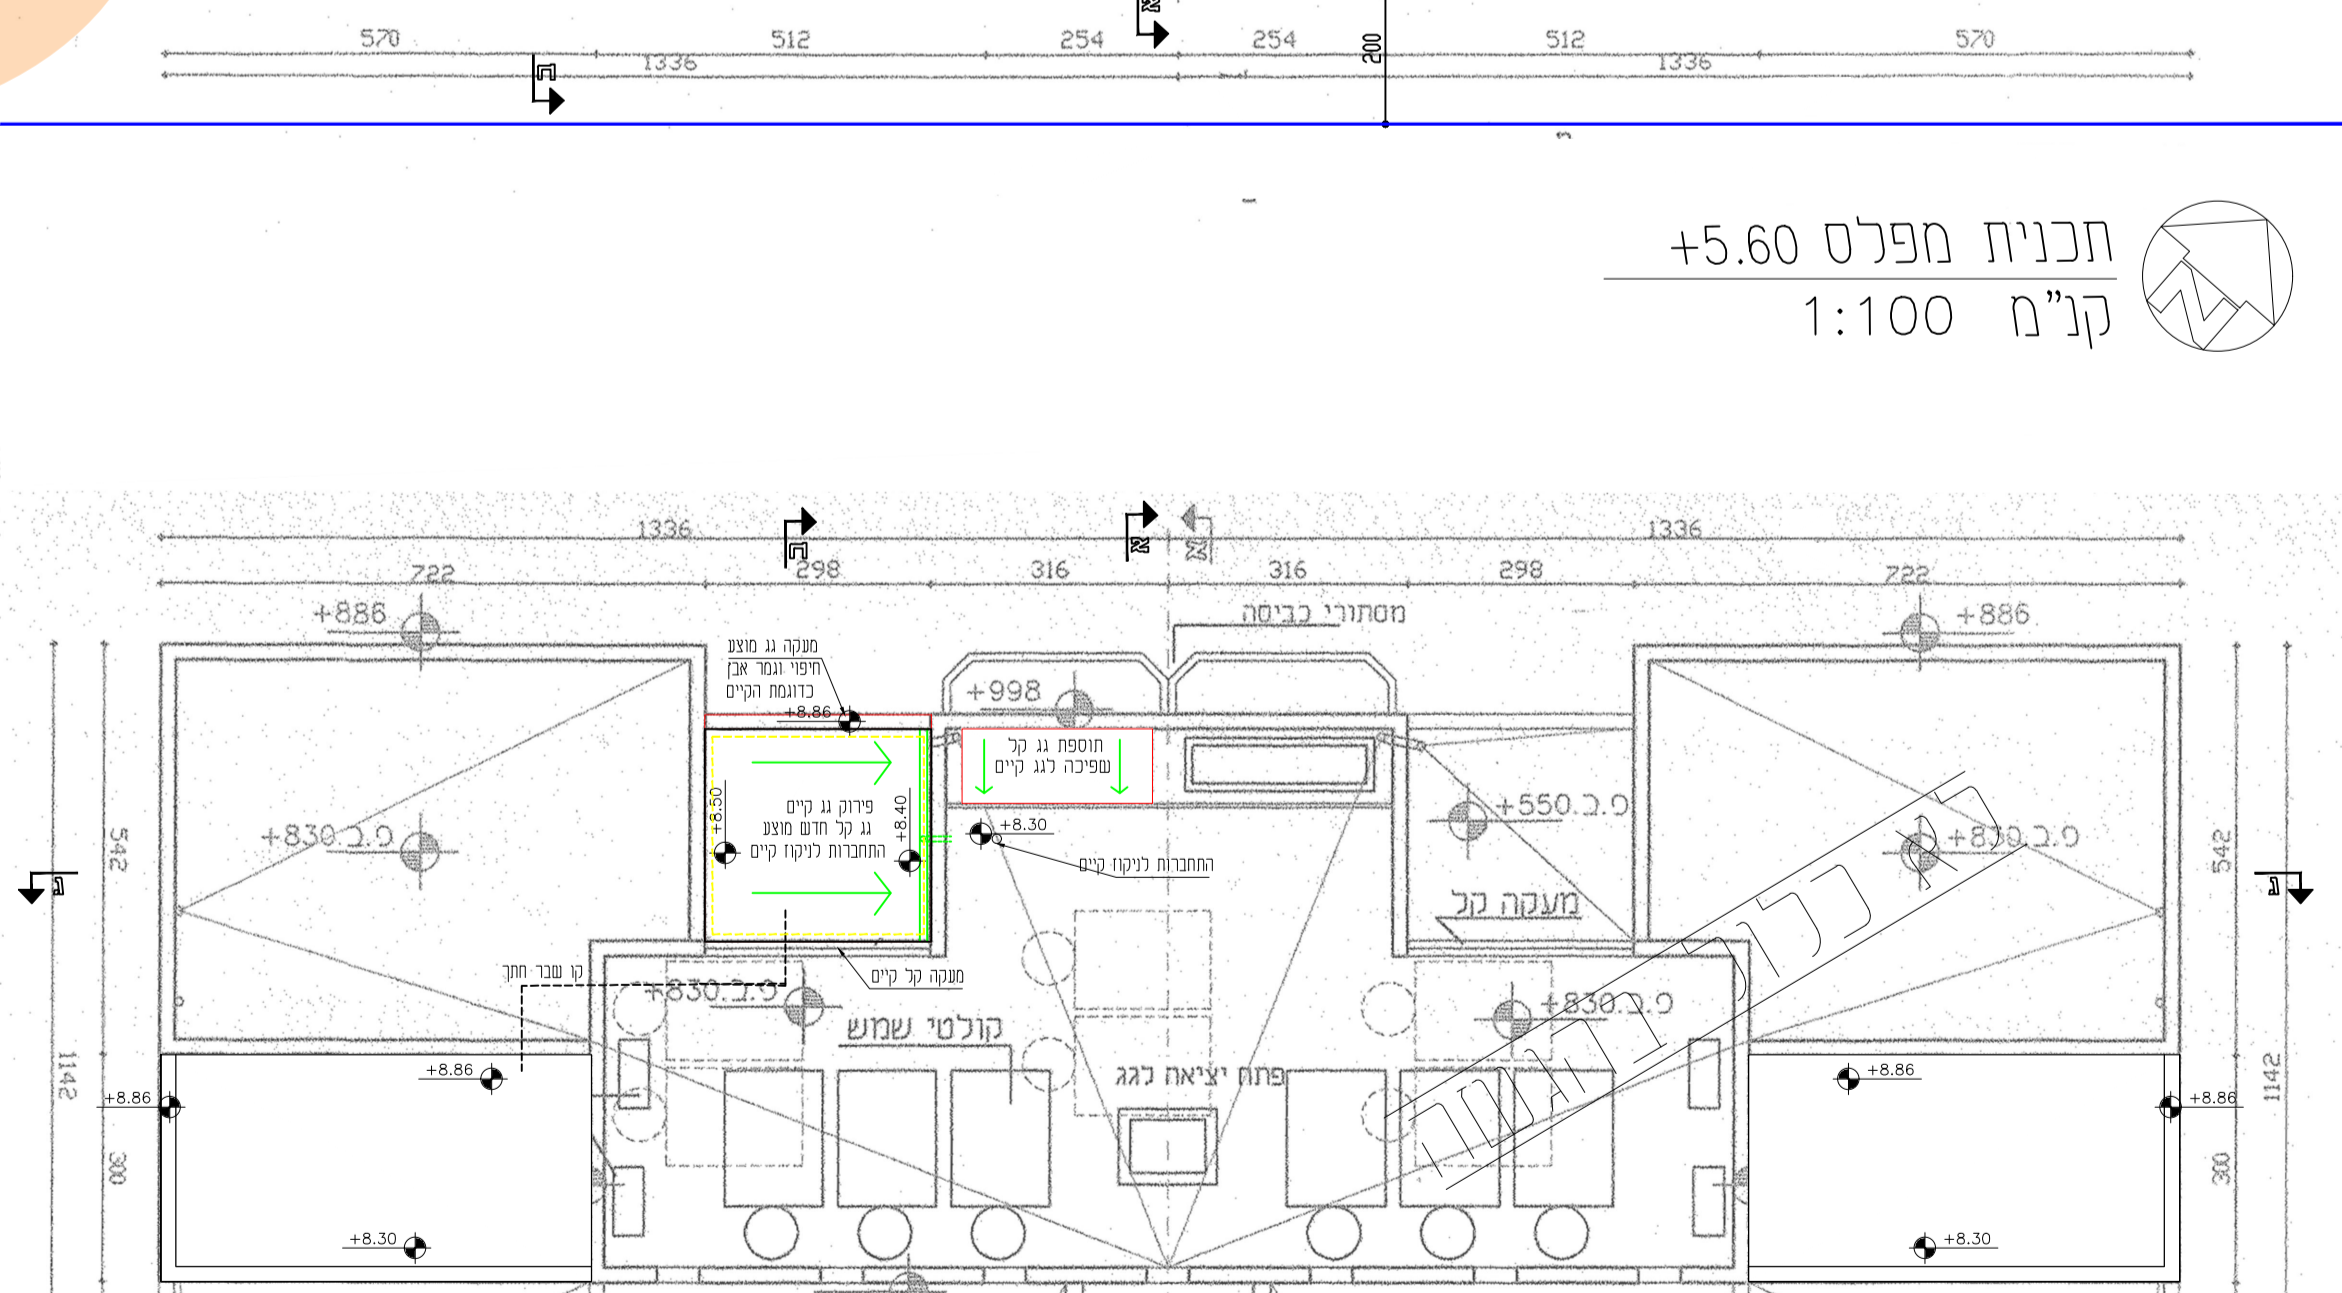 570 512 254 254 512 570
1336 1336
200
א
ה
תכנית מפלס +5.60
קנ"מ 1:100
1336 1336
ה א א
722 298 316 316 298 722
מסתורי כביסה
+886
+886
מעקה גג מוצע
חיפוי וגמר אבן
כדוגמת הקיים
+8.86
+998
תוספת גג קל
שפיכה לגג קיים
+8.50
+8.40
פירוק גג קיים
גג קל חדש מוצע
התחברות לניקוז קיים
+8.30
התחברות לניקוז קיים
פ.ב.550+
פ.ב.830+
פ.ב.830+
542
542
ג
ג
מעקה קל
מעקה קל קיים
קו שבר חתך
פ.ב.830+
פ.ב.830+
קולטי שמש
פתח יציאה לגג
1142
1142
+8.86
+8.86
+8.86
+8.86
300
300
+8.30
+8.30